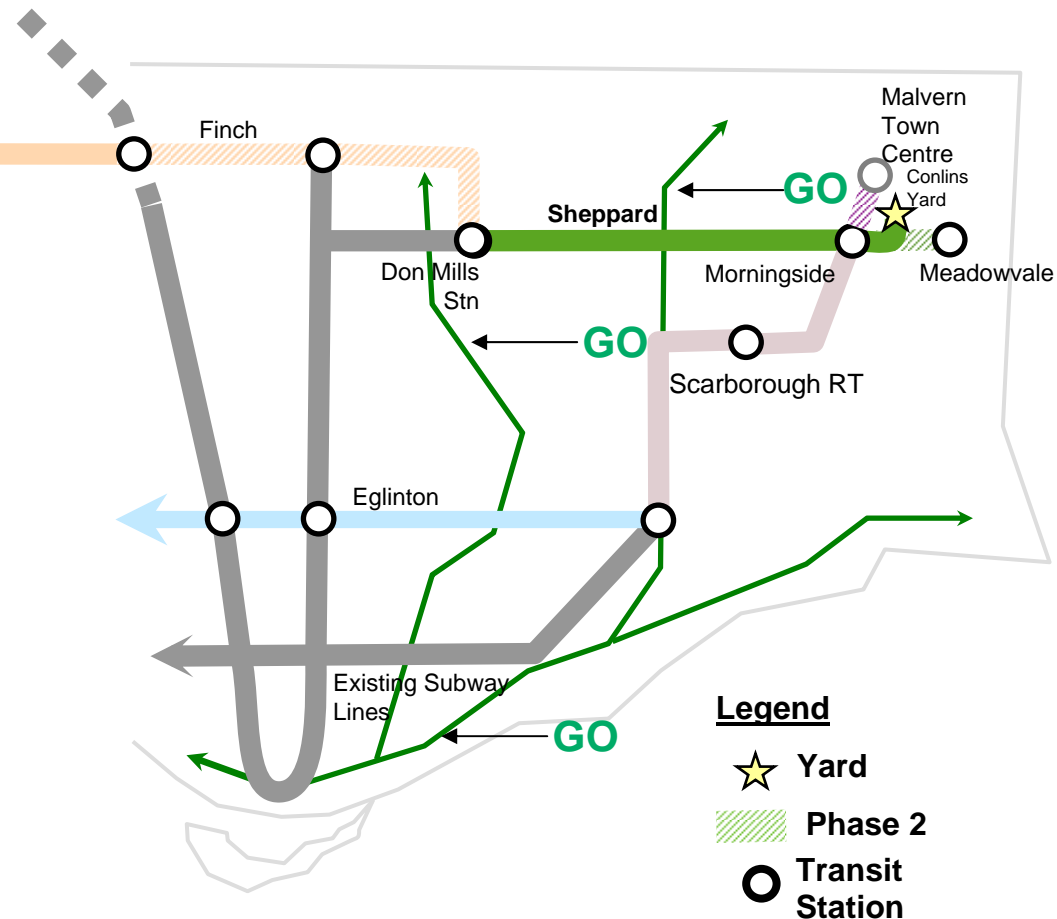 Malvern
Town
Centre
Finch
Conlins
Yard
GO
Sheppard
Don Mills
Stn
Morningside
Meadowvale
GO
Scarborough RT
Eglinton
Existing Subway
Lines
GO
Legend
Yard
Phase 2
Transit
Station